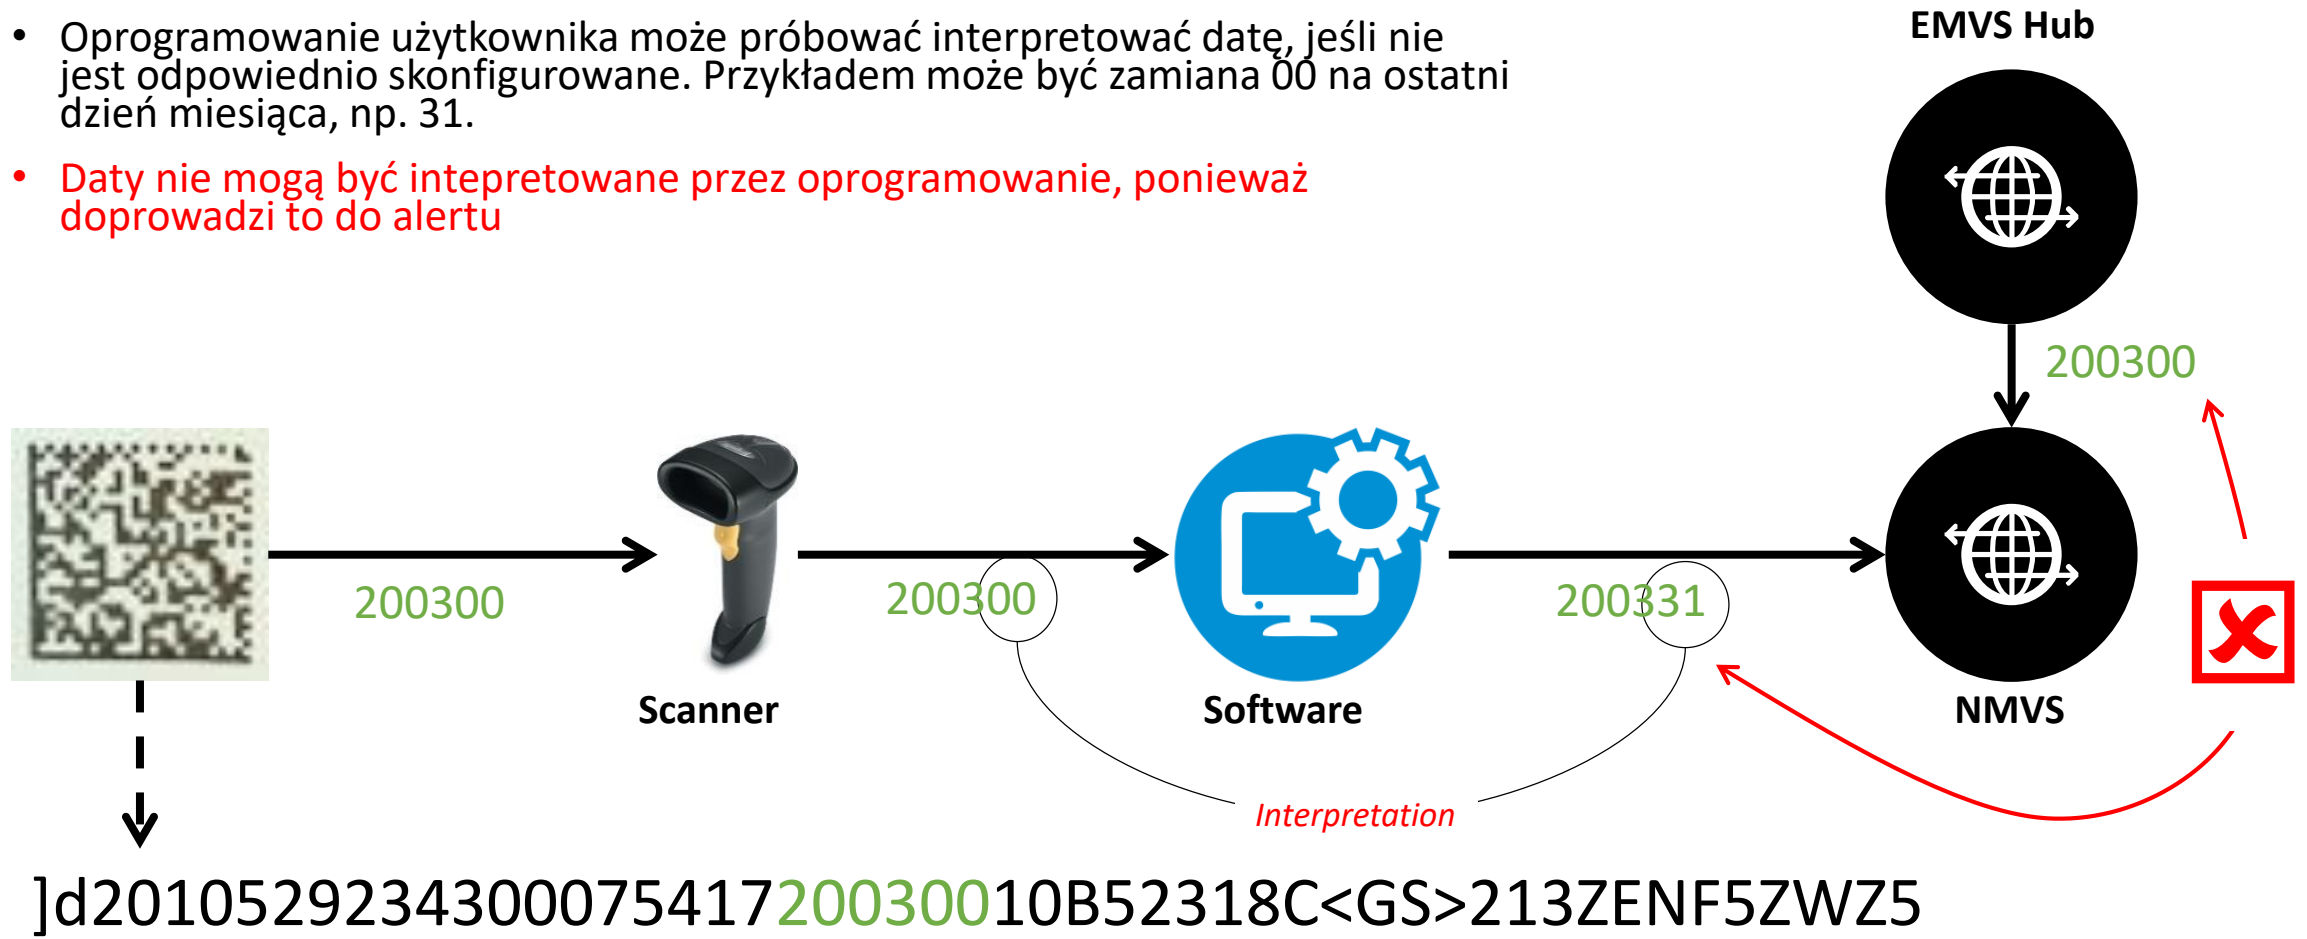 • Oprogramowanie użytkownika może próbować interpretować datę, jeśli nie
jest odpowiednio skonfigurowane. Przykładem może być zamiana 00 na ostatni
dzień miesiąca, np. 31.
• Daty nie mogą być intepretowane przez oprogramowanie, ponieważ
doprowadzi to do alertu
EMVS Hub
200300
200300
200300
200331
Scanner
Software
NMVS
Interpretation
]d201052923430007541720030010B52318C<GS>213ZENF5ZWZ5